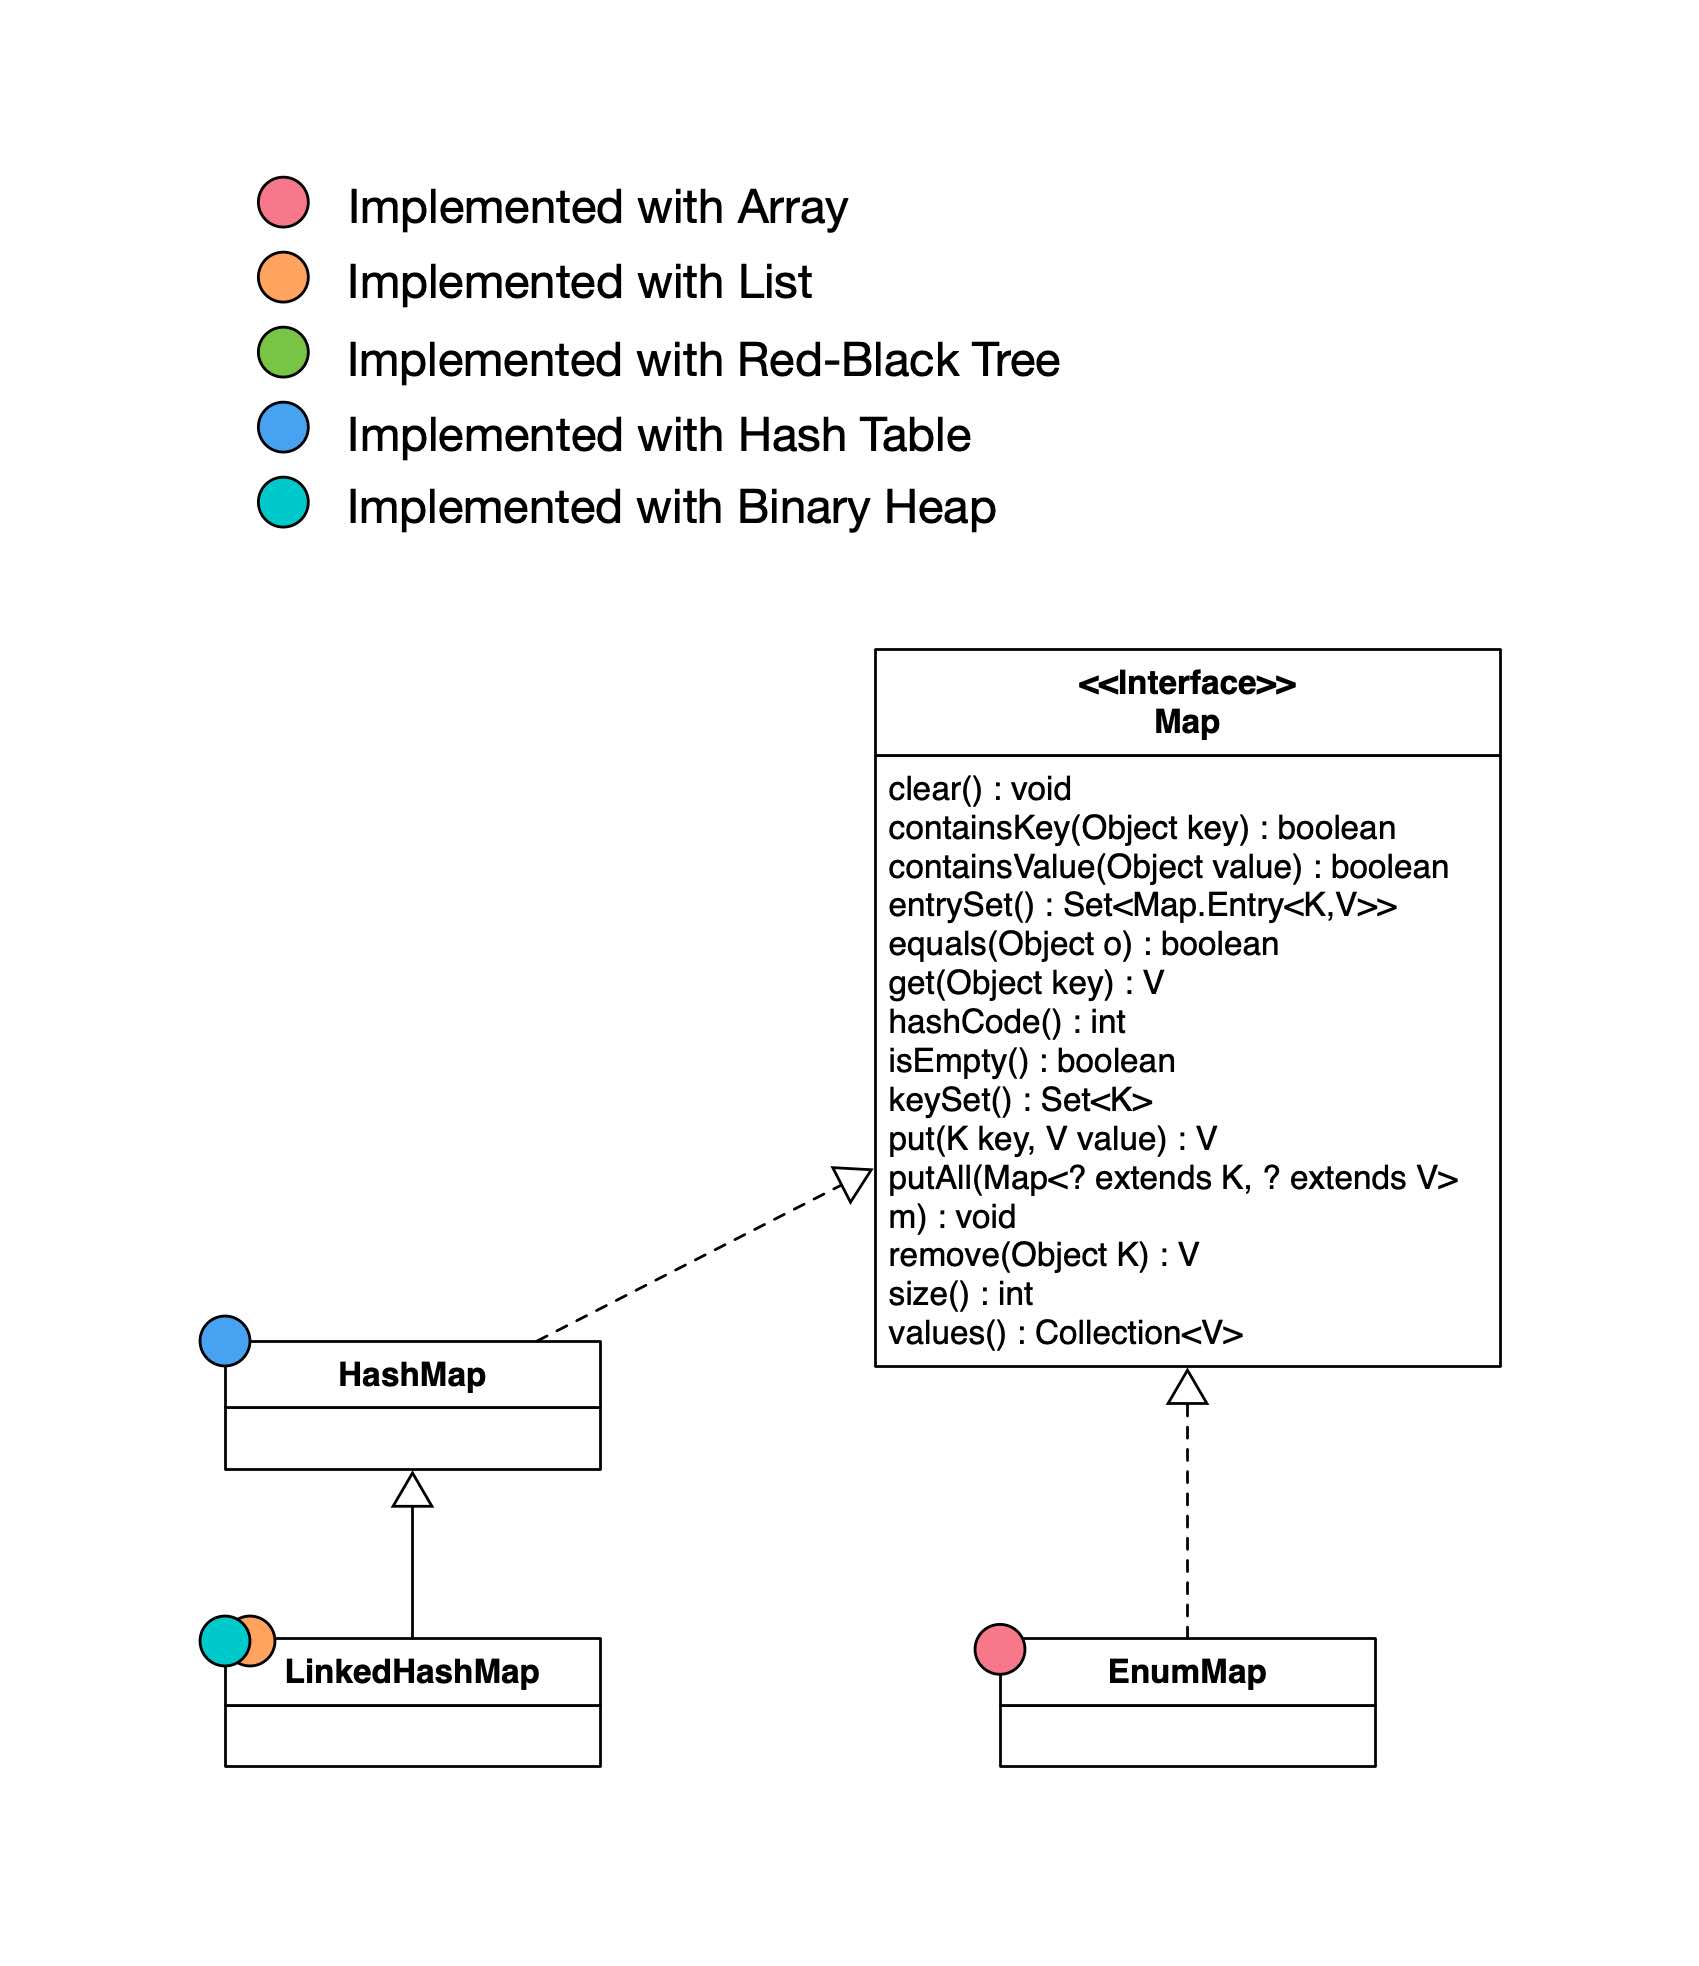 Implemented with Array
Implemented with List
Implemented with Red-Black Tree
Implemented with Hash Table
Implemented with Binary Heap
<<Interface>>
Map
clear() : void
containsKey(Object key) : boolean
containsValue(Object value) : boolean
entrySet() : Set<Map.Entry<K,V>>
equals(Object o) : boolean
get(Object key) : V
hashCode() : int
isEmpty() : boolean
keySet() : Set<K>
put(K key, V value) : V
putAll(Map<? extends K, ? extends V>
m) : void
remove(Object K) : V
size() : int
values() : Collection<V>
HashMap
LinkedHashMap
EnumMap